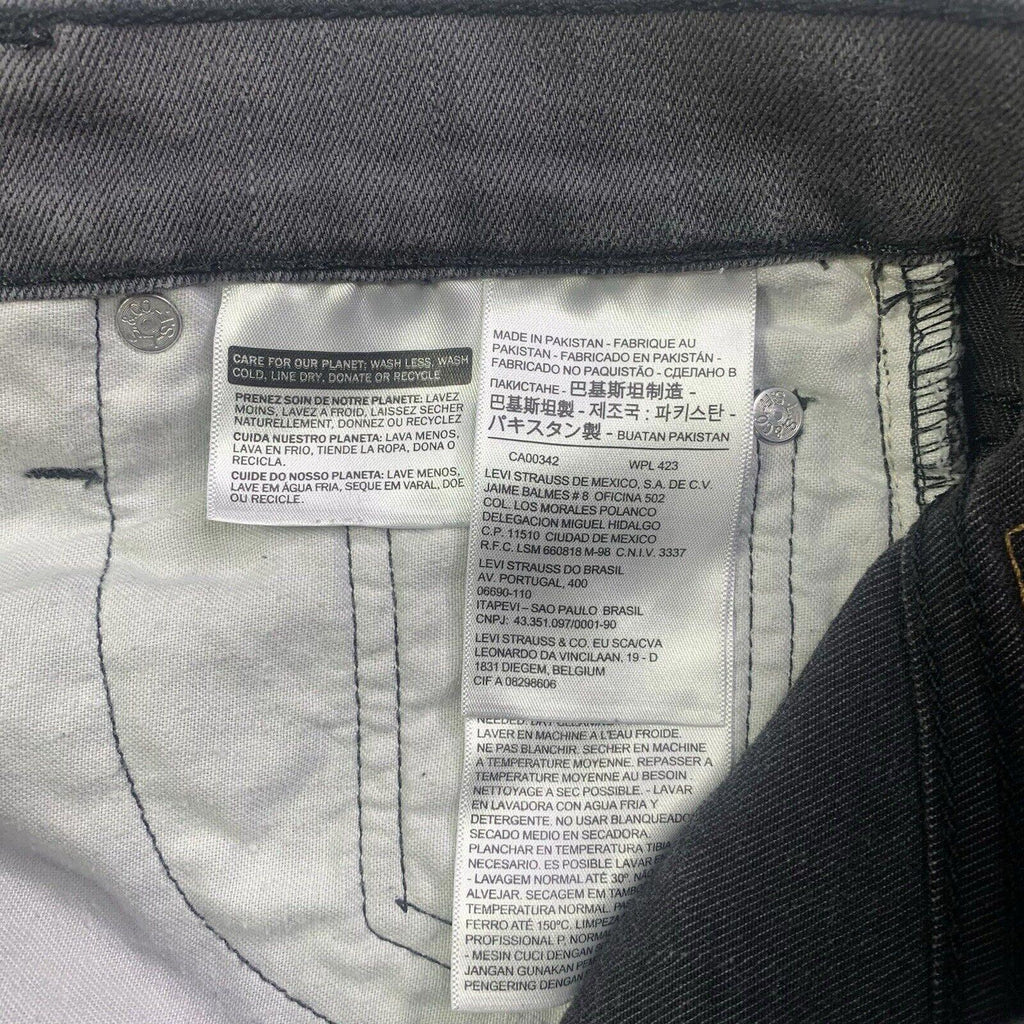 CARE FOR OUR PLANET: WASH LESS, WASH
COLD, LINE DRY, DONATE OR RECYCLE
PRENEZ SOIN DE NOTRE PLANETE: LAVEZ
MOINS, LAVEZ A FROID, LAISSEZ SECHER
NATURELLEMENT, DONNEZ OU RECYCLEZ
CUIDA NUESTRO PLANETA: LAVA MENOS,
LAVA EN FRIO, TIENDE LA ROPA, DONA O
RECICLA.
CUIDE DO NOSSO PLANETA: LAVE MENOS,
LAVE EM ÁGUA FRIA, SEQUE EM VARAL, DOE
OU RECICLE.
MADE IN PAKISTAN - FABRIQUE AU
PAKISTAN - FABRICADO EN PAKISTÁN -
FABRICADO NO PAQUISTÃO - СДЕЛАНО В
ПАКИСТАНЕ - 巴基斯坦制造 -
巴基斯坦製 - 제조국 : 파키스탄 -
パキスタン製 - BUATAN PAKISTAN
CA00342 WPL 423
LEVI STRAUSS DE MEXICO, S.A. DE C.V.
JAIME BALMES # 8 OFICINA 502
COL. LOS MORALES POLANCO
DELEGACION MIGUEL HIDALGO
C.P. 11510 CIUDAD DE MEXICO
R.F.C. LSM 660818 M-98 C.N.I.V. 3337
LEVI STRAUSS DO BRASIL
AV. PORTUGAL, 400
06690-110
ITAPEVI – SAO PAULO BRASIL
CNPJ: 43.351.097/0001-90
LEVI STRAUSS & CO. EU SCA/CVA
LEONARDO DA VINCILAAN, 19 - D
1831 DIEGEM, BELGIUM
CIF A 08298606
NEEDED. DRY
LAVER EN MACHINE A L'EAU FROIDE.
NE PAS BLANCHIR. SECHER EN MACHINE
A TEMPERATURE MOYENNE. REPASSER A
TEMPERATURE MOYENNE AU BESOIN.
NETTOYAGE A SEC POSSIBLE. - LAVAR
EN LAVADORA CON AGUA FRIA Y
DETERGENTE. NO USAR BLANQUEADO
SECADO MEDIO EN SECADORA.
PLANCHAR EN TEMPERATURA TIBIA
NECESARIO. ES POSIBLE LAVAR
- LAVAGEM NORMAL ATÉ 30º.
ALVEJAR. SECAGEM EM TAMB
TEMPERATURA NORMAL.
FERRO ATÉ 150ºC. LIMPEZ
PROFISSIONAL P. NORMA
- MESIN CUCI DENGAN
JANGAN GUNAKAN
PENGERING DENGAN